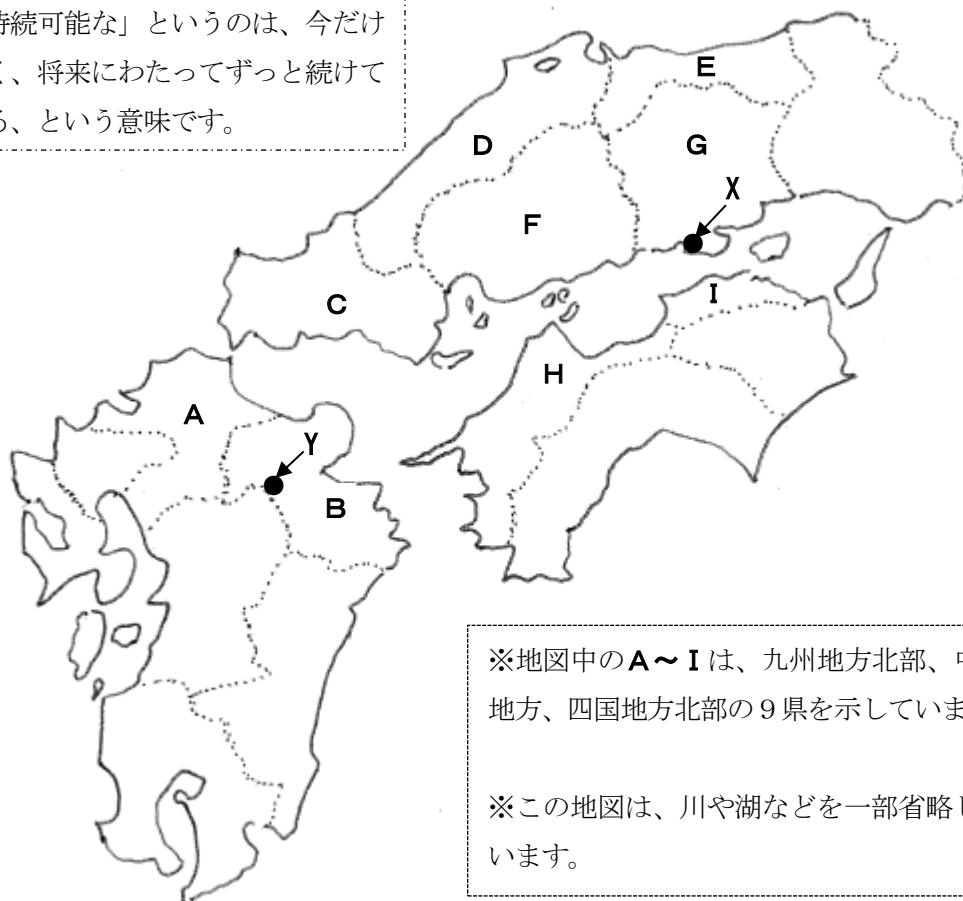 続可能な」というのは、今だけ
、将来にわたってずっと続けて
、という意味です。
E
D
G
X
F
I
C
H
A
Y
B
※地図中のA~Iは、九州地方北部、
地方、四国地方北部の9県を示していま
※この地図は、川や湖などを一部省略し
います。